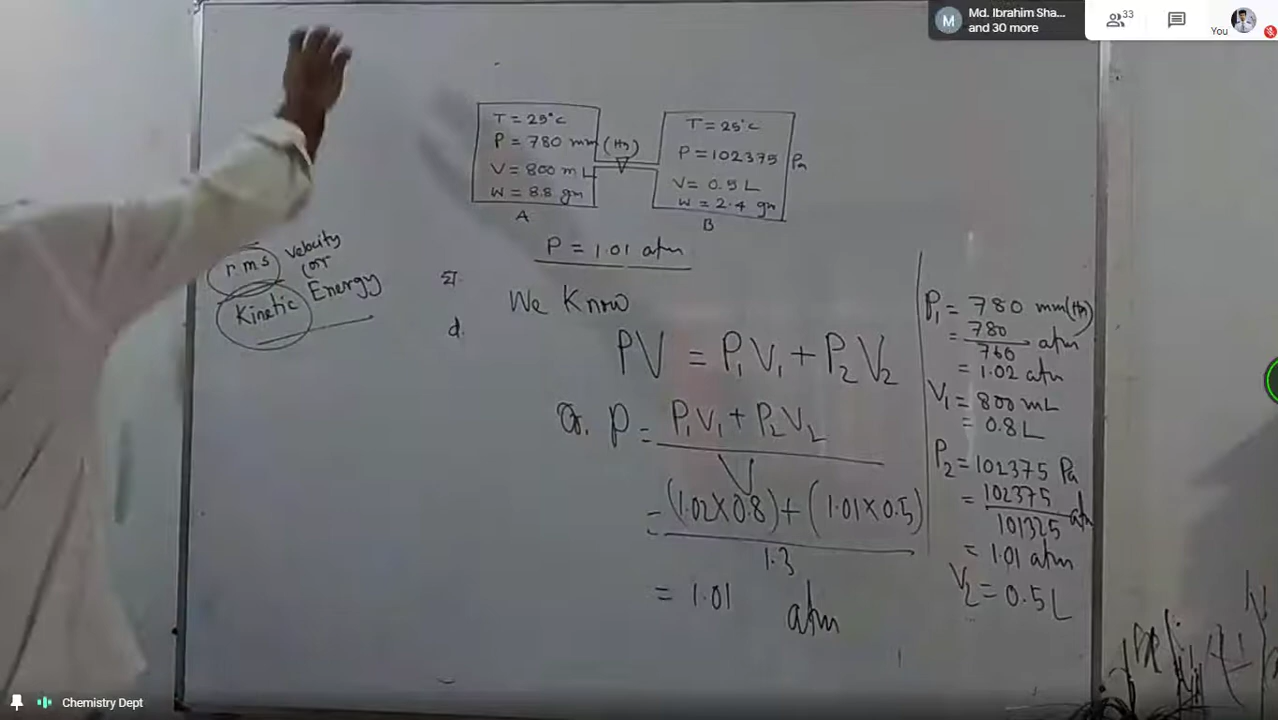 Md. Ibrahim Sha...
and 30 more
33
You
M
T = 25°C
P = 780 mm (Hg)
V = 800 mL
W = 8.8 gm
A
T = 25°C
P = 102375 Pa
V = 0.5 L
W = 2.4 gm
B
P = 1.01 atm
rms velocity
(or
Kinetic Energy
ঘ.
d.
We Know
PV = P₁V₁ + P₂V₂
P = P₁V₁ + P₂V₂
V
= (1.02×0.8) + (1.01×0.5)
1.3
= 1.01 atm
P₁ = 780 mm(Hg)
= 780 atm
760
= 1.02 atm
V₁ = 800 mL
= 0.8 L
P₂ = 102375 Pa
= 102375 atm
101325
= 1.01 atm
V₂ = 0.5 L
Chemistry Dept